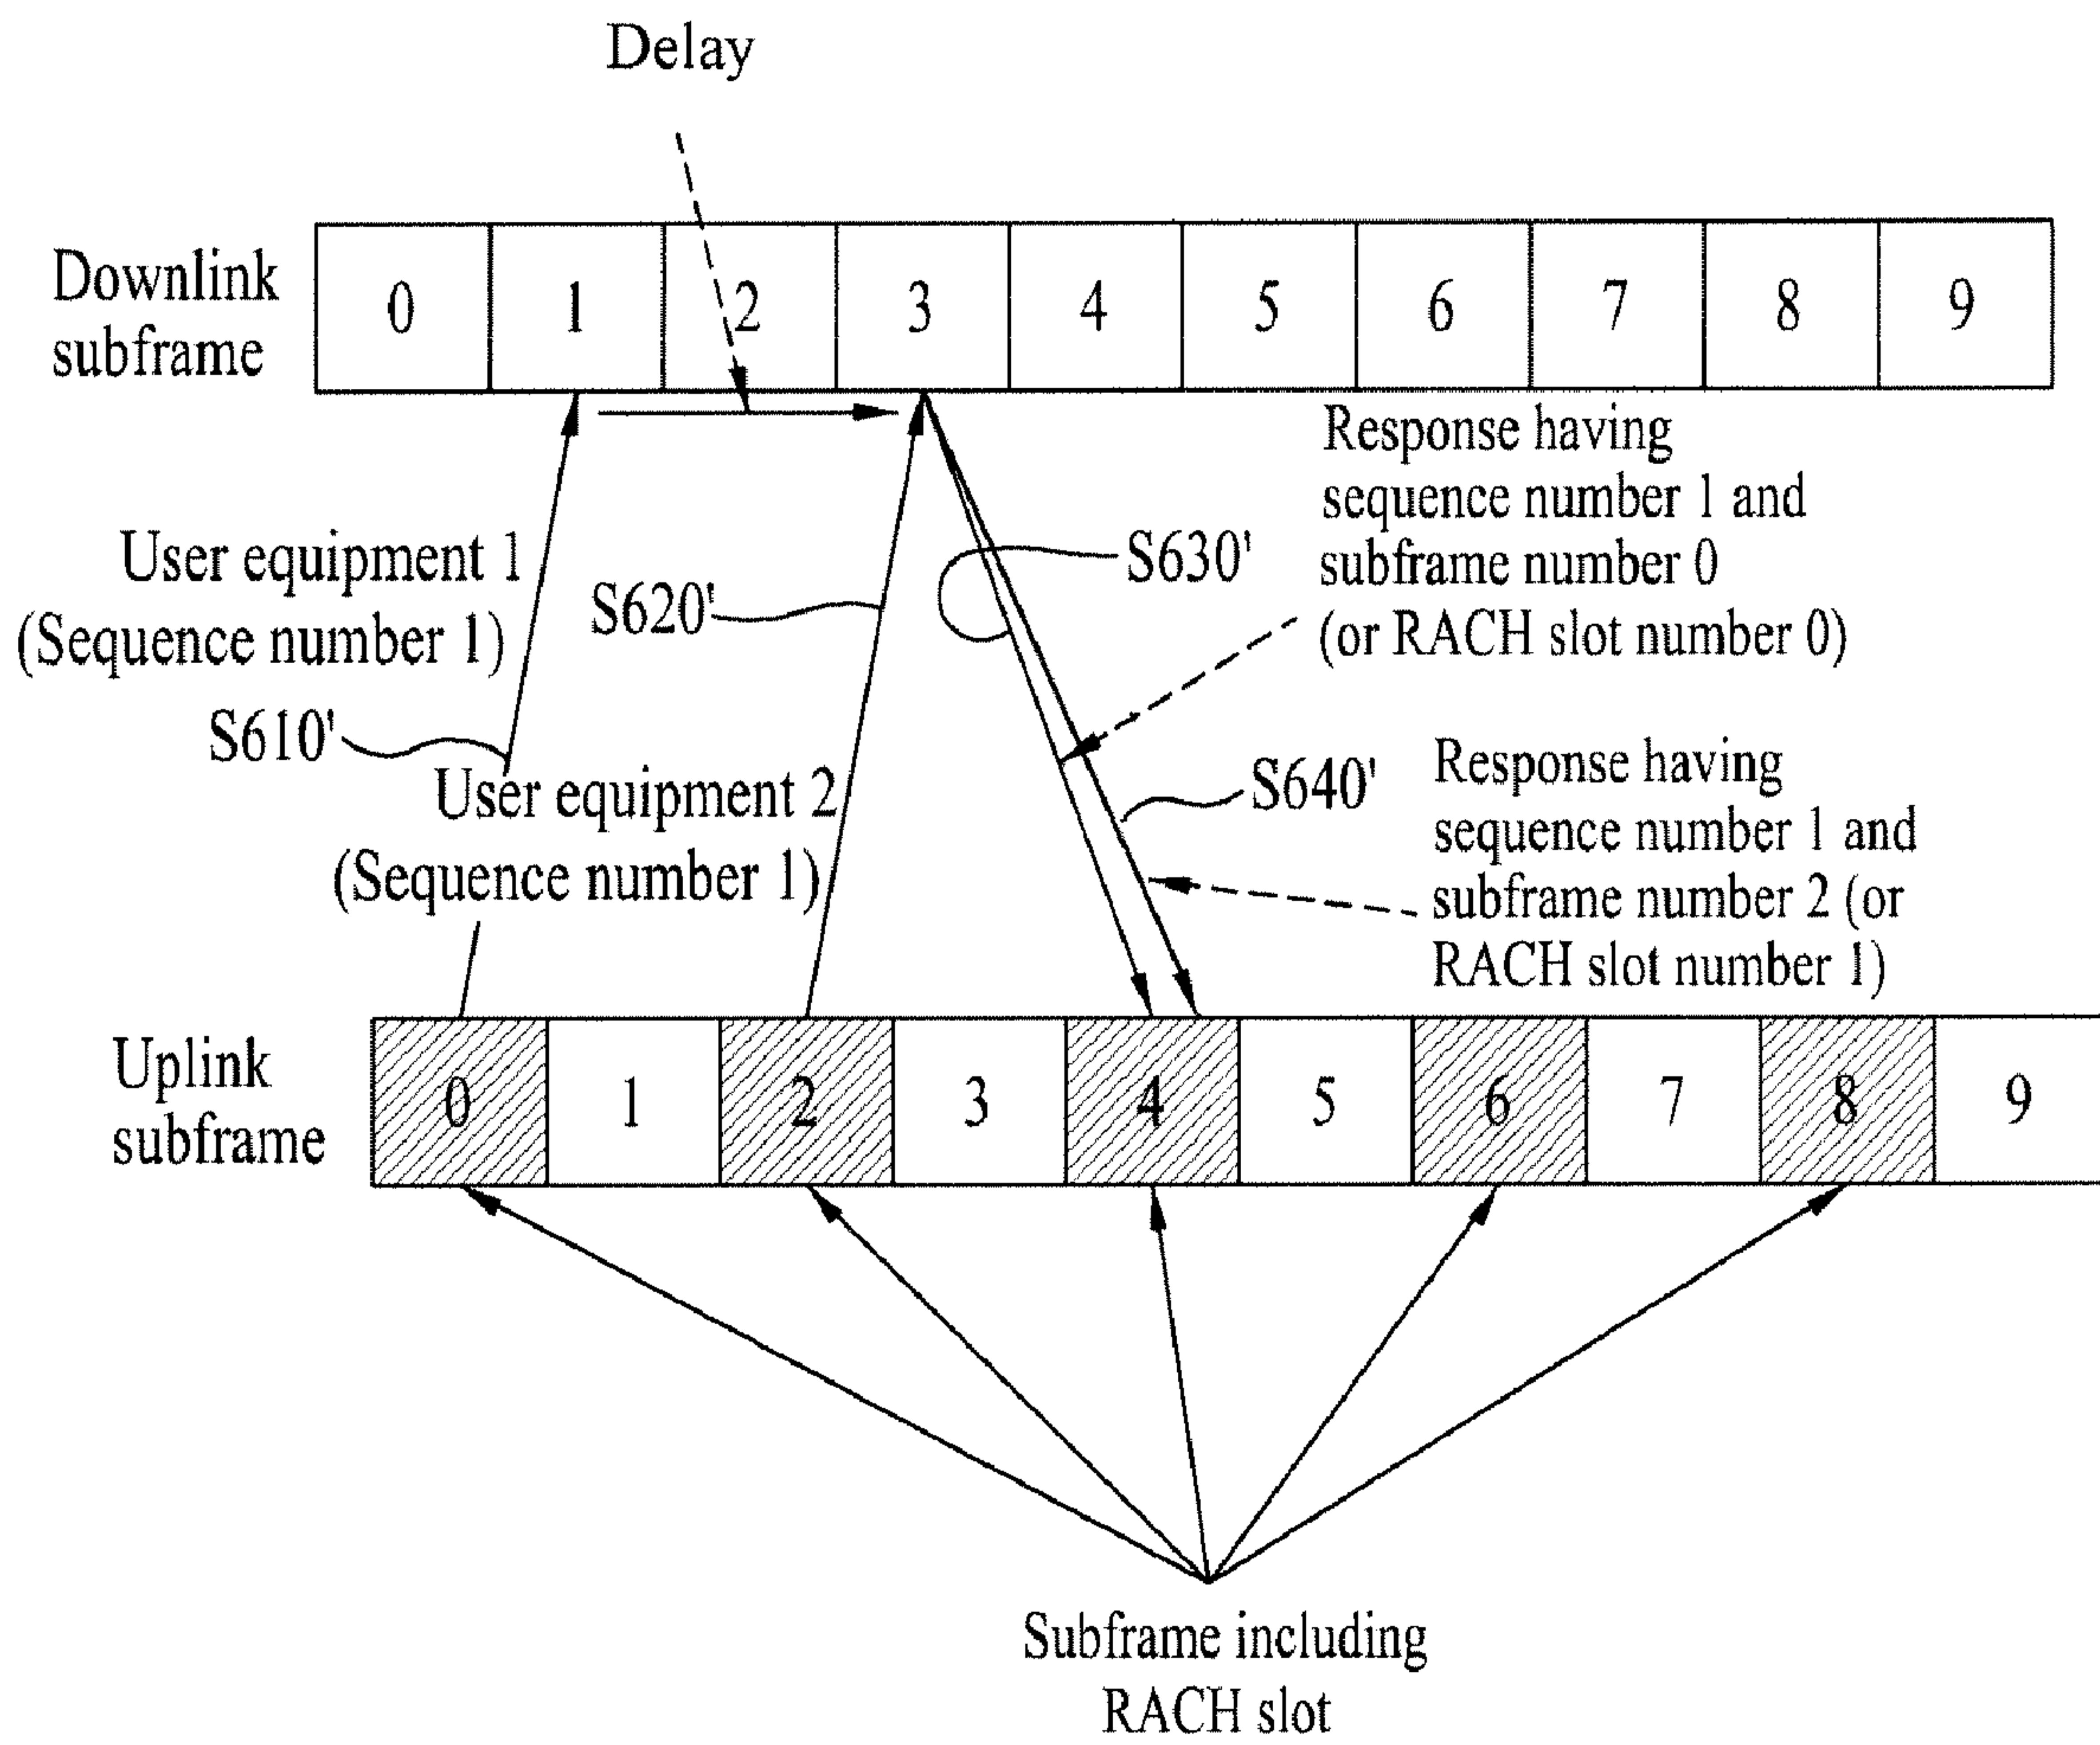 Delay
Downlink
subframe
0 1 2 3 4 5 6 7 8 9
Response having
sequence number 1 and
subframe number 0
(or RACH slot number 0)
User equipment 1
(Sequence number 1)
S610'
S620'
S630'
User equipment 2
(Sequence number 1)
S640'
Response having
sequence number 1 and
subframe number 2 (or
RACH slot number 1)
Uplink
subframe
0 1 2 3 4 5 6 7 8 9
Subframe including
RACH slot